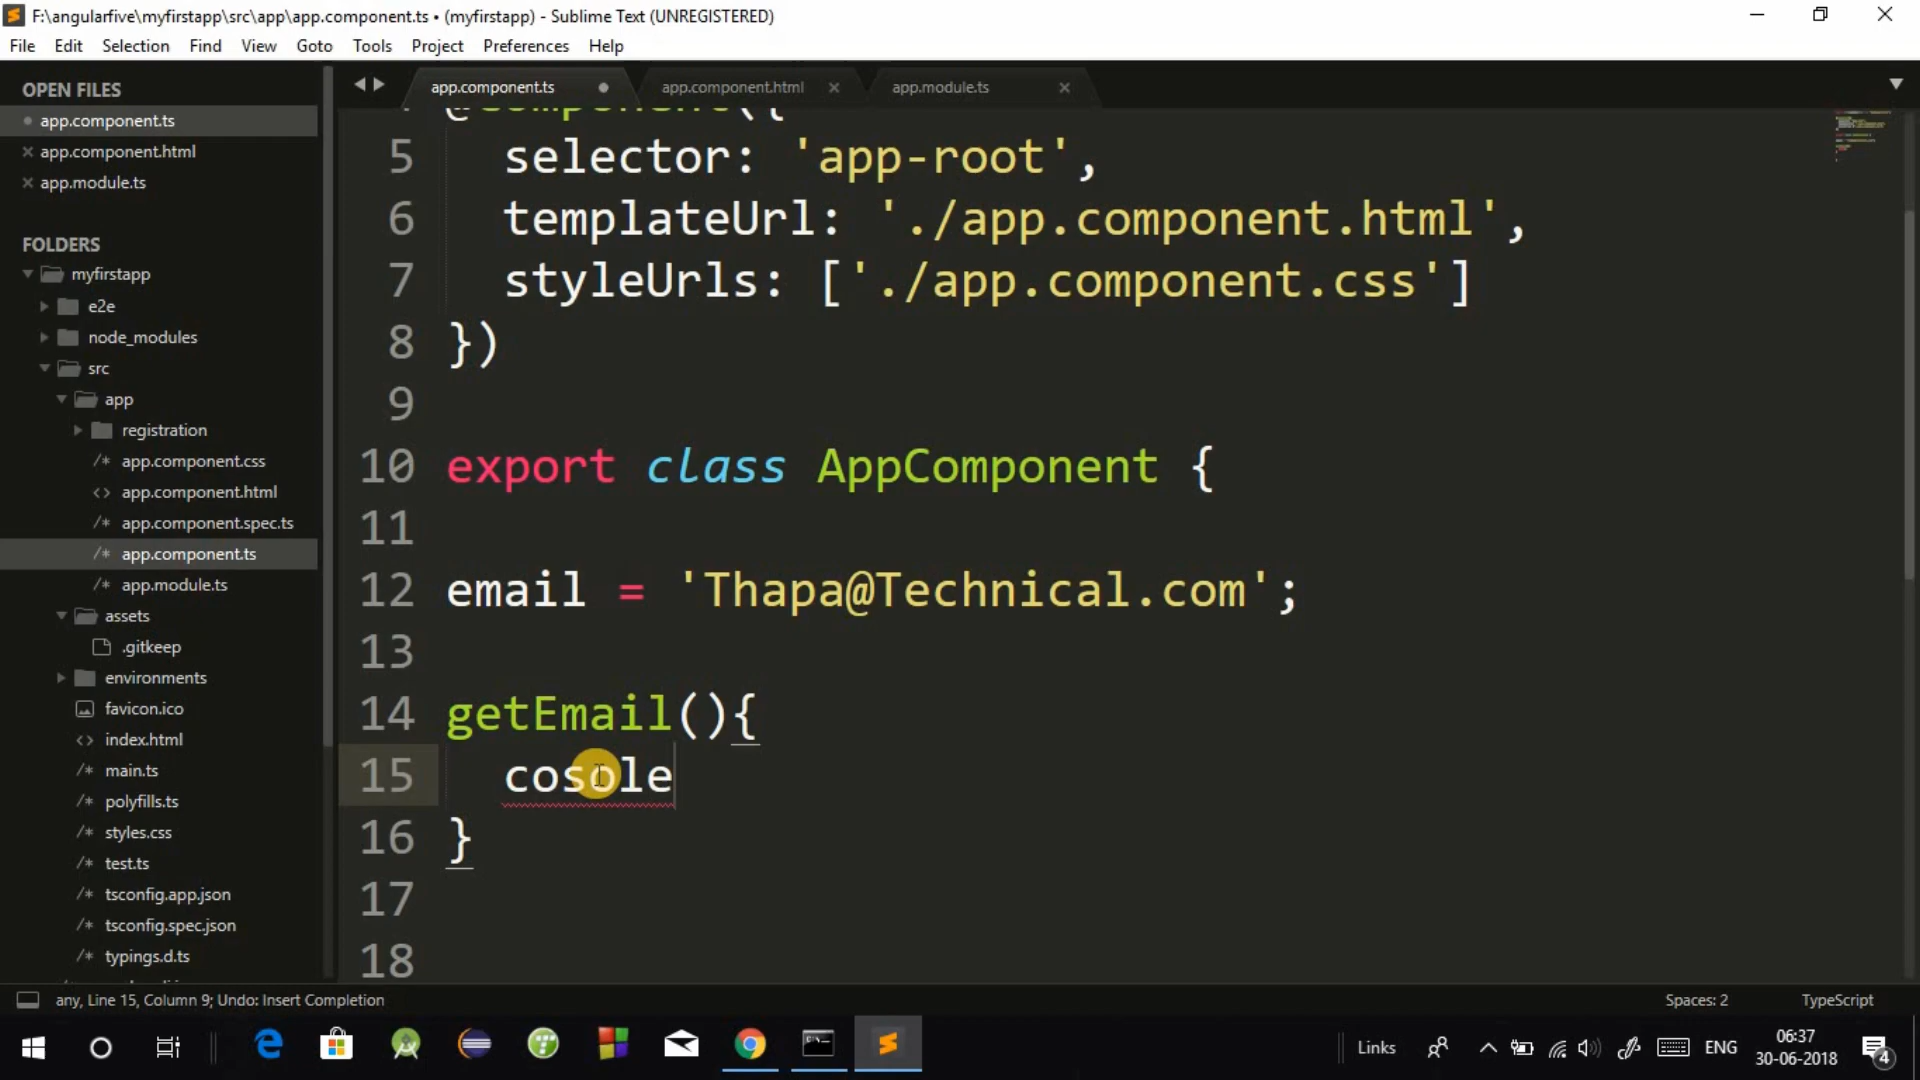 F:\angularfive\myfirstapp\src\app\app.component.ts • (myfirstapp) - Sublime Text (UNREGISTERED)
File Edit Selection Find View Goto Tools Project Preferences Help
OPEN FILES
app.component.ts
app.component.html
app.module.ts
FOLDERS
myfirstapp
e2e
node_modules
src
app
registration
/* app.component.css
<> app.component.html
/* app.component.spec.ts
/* app.component.ts
/* app.module.ts
assets
.gitkeep
environments
favicon.ico
<> index.html
/* main.ts
/* polyfills.ts
/* styles.css
/* test.ts
/* tsconfig.app.json
/* tsconfig.spec.json
/* typings.d.ts
app.component.ts app.component.html app.module.ts
@Component({
5 selector: 'app-root',
6 templateUrl: './app.component.html',
7 styleUrls: ['./app.component.css']
8 })
9
10 export class AppComponent {
11
12 email = 'Thapa@Technical.com';
13
14 getEmail(){
15 cosole
16 }
17
18
any, Line 15, Column 9; Undo: Insert Completion Spaces: 2 TypeScript
Links ENG 06:37
30-06-2018 4